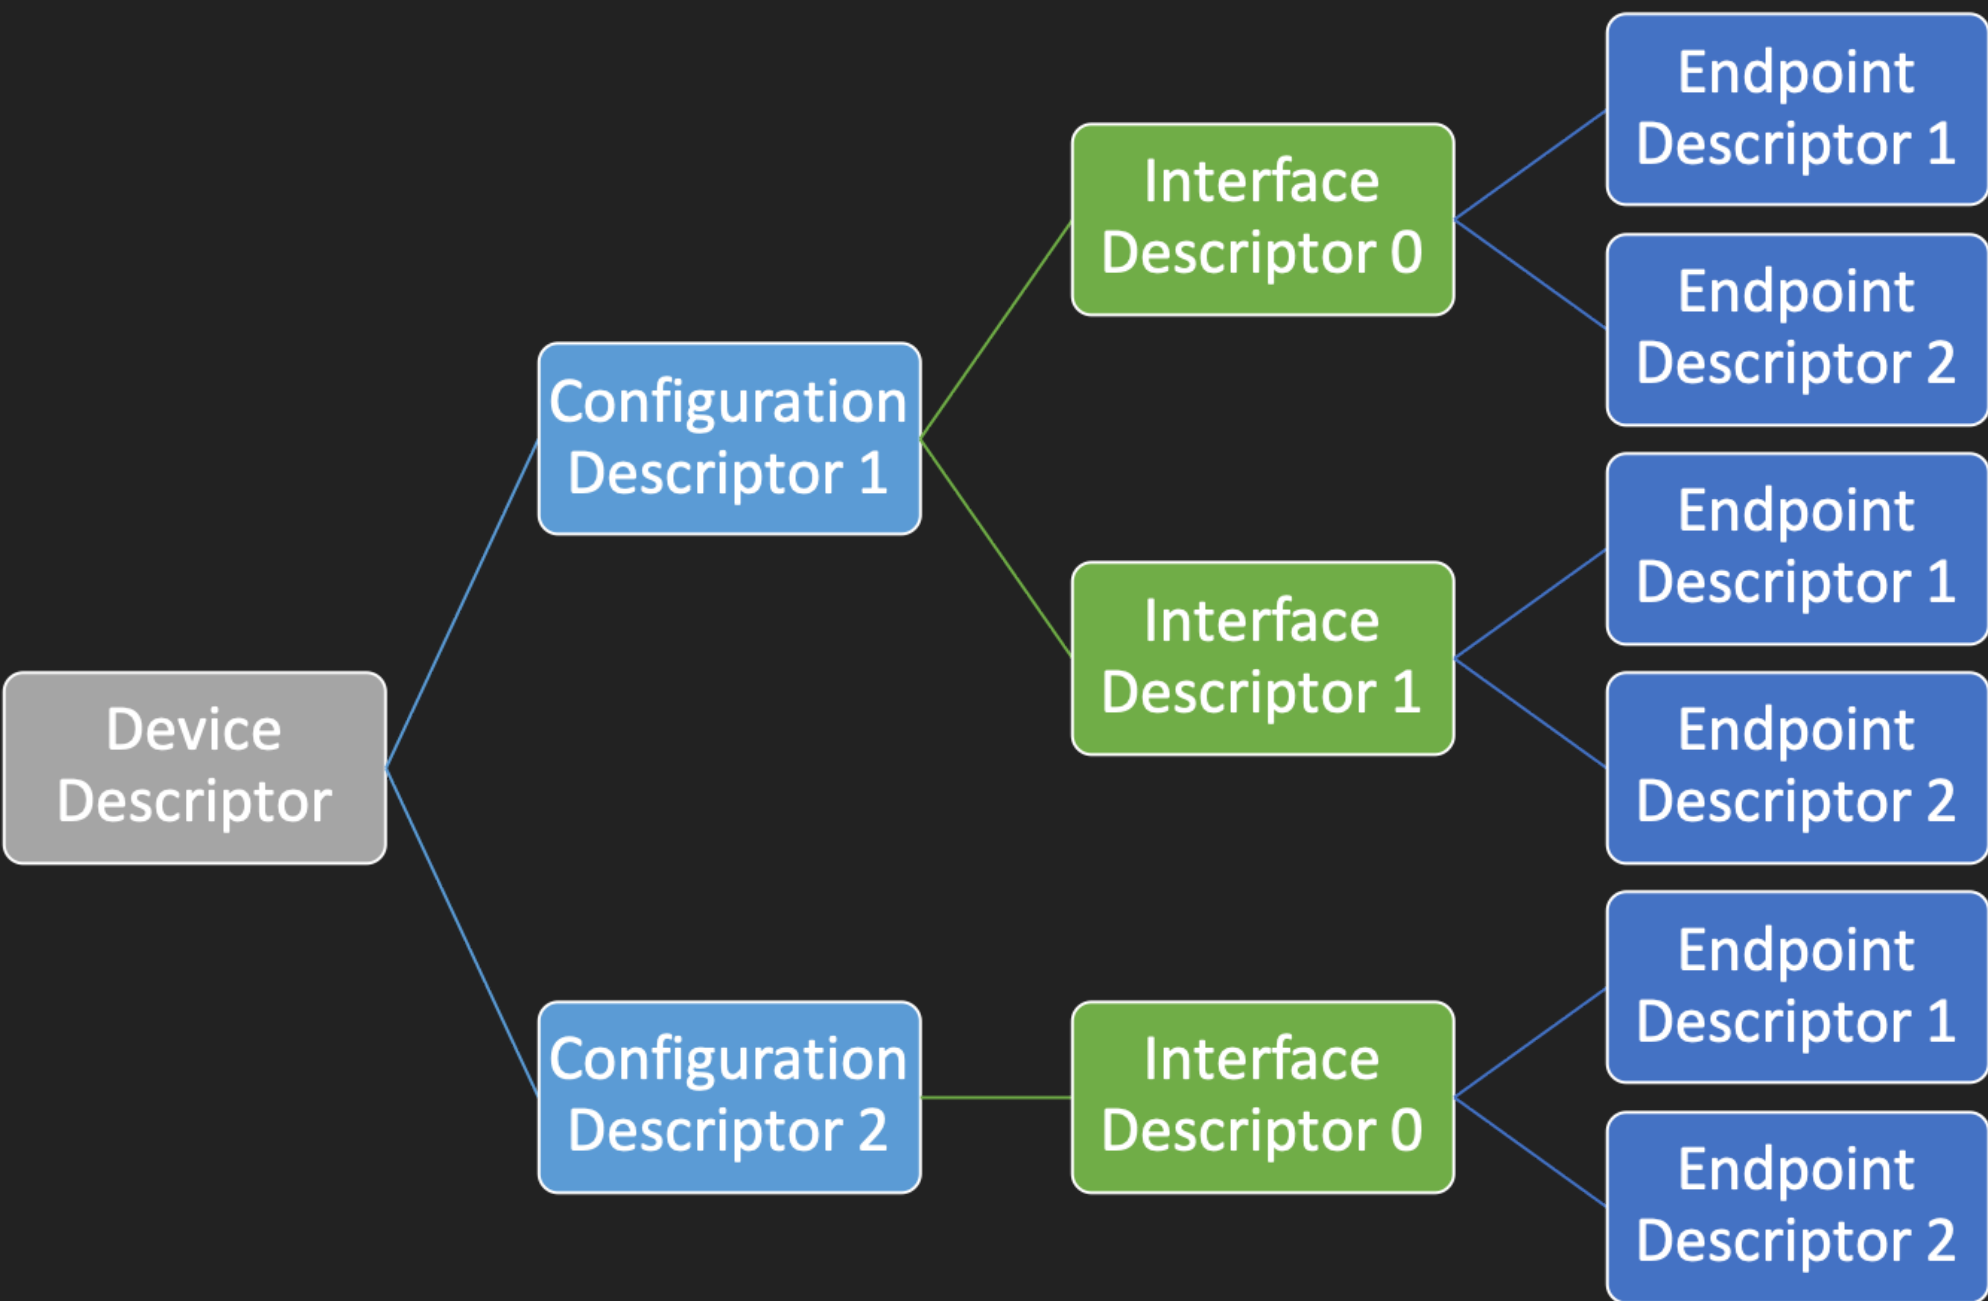 Device
Descriptor
Configuration
Descriptor 1
Interface
Descriptor 0
Endpoint
Descriptor 1
Endpoint
Descriptor 2
Interface
Descriptor 1
Endpoint
Descriptor 1
Endpoint
Descriptor 2
Configuration
Descriptor 2
Interface
Descriptor 0
Endpoint
Descriptor 1
Endpoint
Descriptor 2